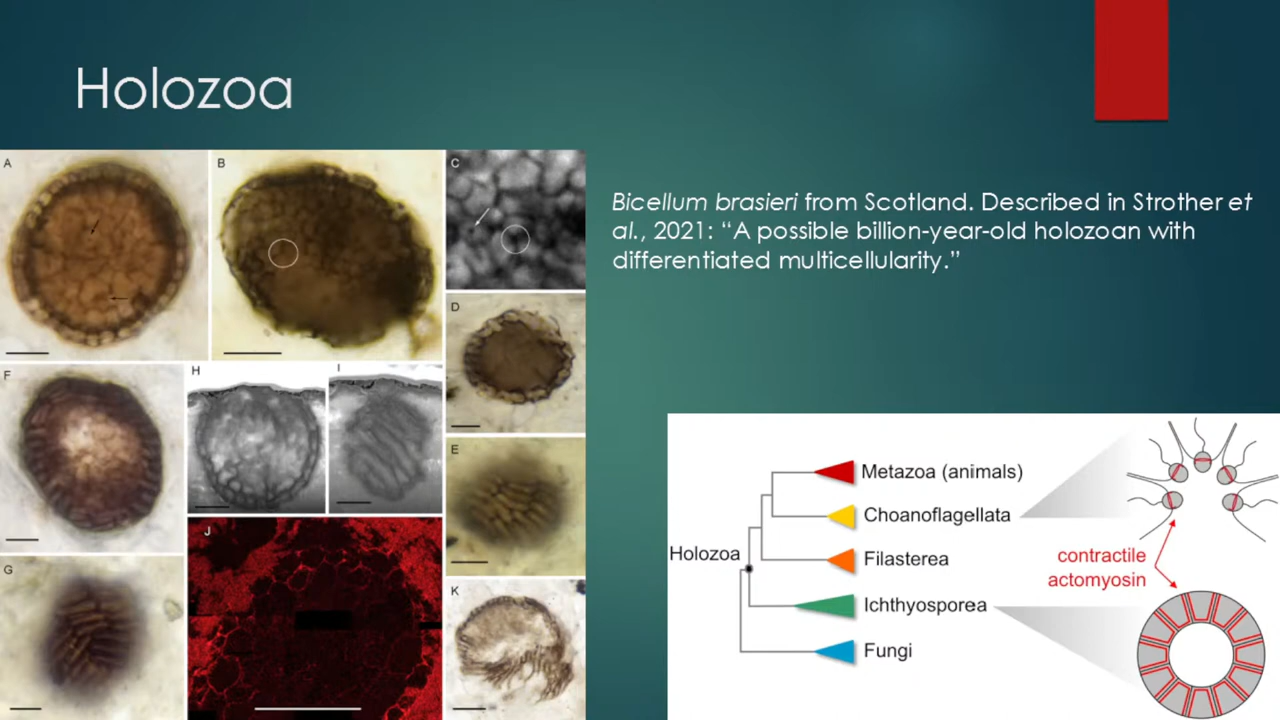 Holozoa
A
B
C
D
E
F
G
H
I
J
K
Bicellum brasieri from Scotland. Described in Strother et
al., 2021: “A possible billion-year-old holozoan with
differentiated multicellularity.”
Holozoa
Metazoa (animals)
Choanoflagellata
Filasterea
Ichthyosporea
Fungi
contractile
actomyosin